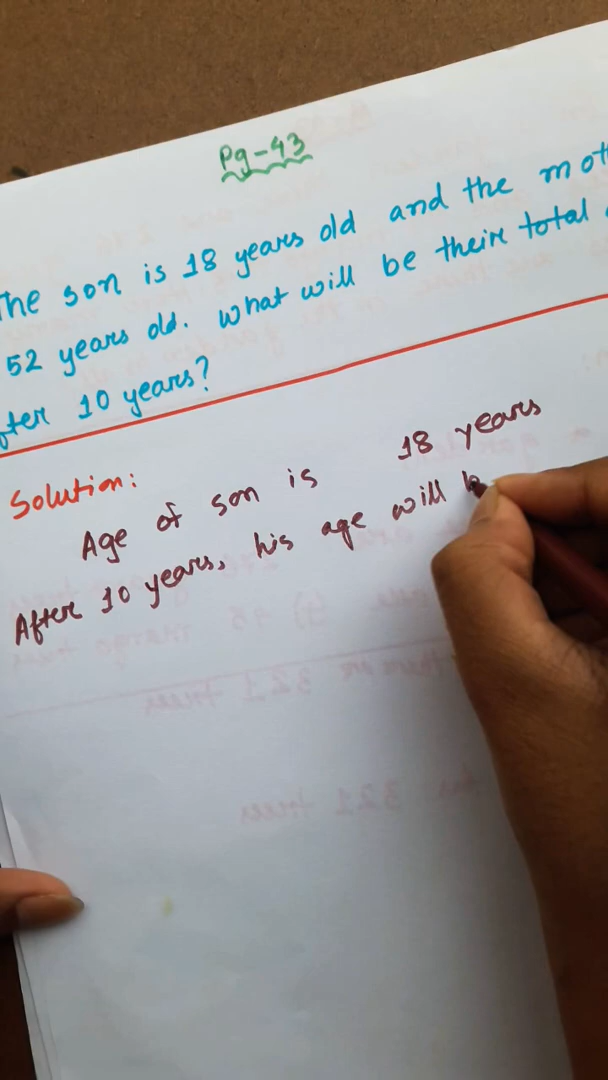 Pg-43
The son is 18 years old and the mot
52 years old. What will be their total
fter 10 years?
Solution:
Age of son is 18 years
After 10 years, his age will b